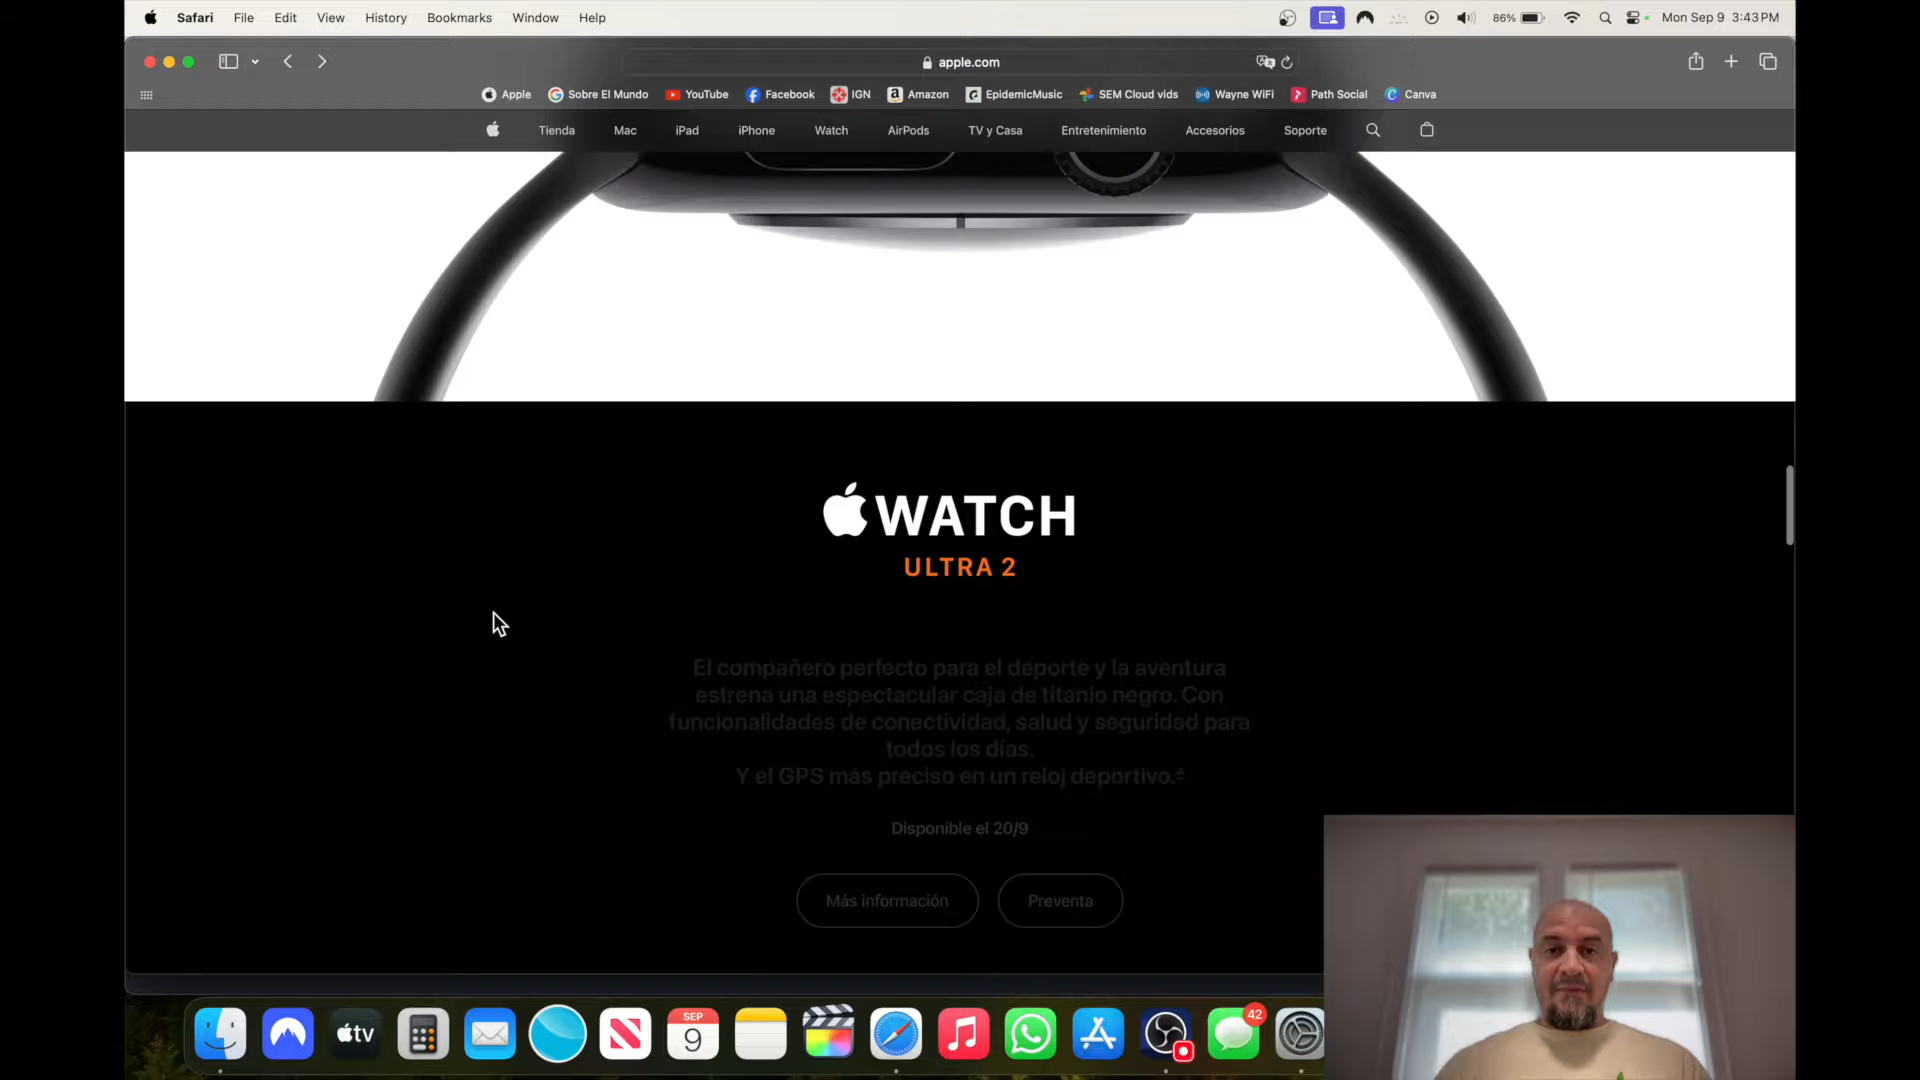 Safari File Edit View History Bookmarks Window Help 86% Mon Sep 9 3:43 PM
apple.com
Apple Sobre El Mundo YouTube Facebook IGN Amazon EpidemicMusic SEM Cloud vids Wayne WiFi Path Social Canva
Tienda Mac iPad iPhone Watch AirPods TV y Casa Entretenimiento Accesorios Soporte
WATCH
ULTRA 2
El compañero perfecto para el deporte y la aventura
estrena una espectacular caja de titanio negro. Con
funcionalidades de conectividad, salud y seguridad para
todos los días.
Y el GPS más preciso en un reloj deportivo.
Disponible el 20/9
Más información Preventa
tv SEP 9 42